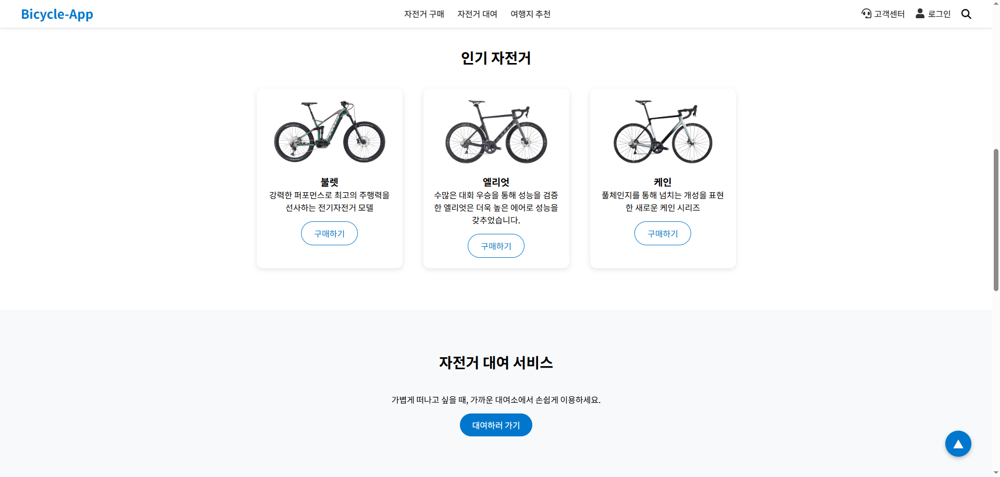 Bicycle-App
자전거 구매
자전거 대여
여행지 추천
고객센터
로그인
인기 자전거
불렛
강력한 퍼포먼스로 최고의 주행력을
선사하는 전기자전거 모델
구매하기
엘리엇
수많은 대회 우승을 통해 성능을 검증
한 엘리엇은 더욱 높은 에어로 성능을
갖추었습니다.
구매하기
케인
풀체인지를 통해 넘치는 개성을 표현
한 새로운 케인 시리즈
구매하기
자전거 대여 서비스
가볍게 떠나고 싶을 때, 가까운 대여소에서 손쉽게 이용하세요.
대여하러 가기